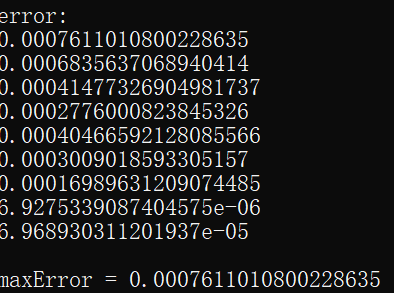 error:
0.0007611010800228635
0.0006835637068940414
0.00041477326904981737
0.0002776000823845326
0.00040466592128085566
0.0003009018593305157
0.00016989631209074485
6.9275339087404575e-06
6.968930311201937e-05
maxError = 0.0007611010800228635